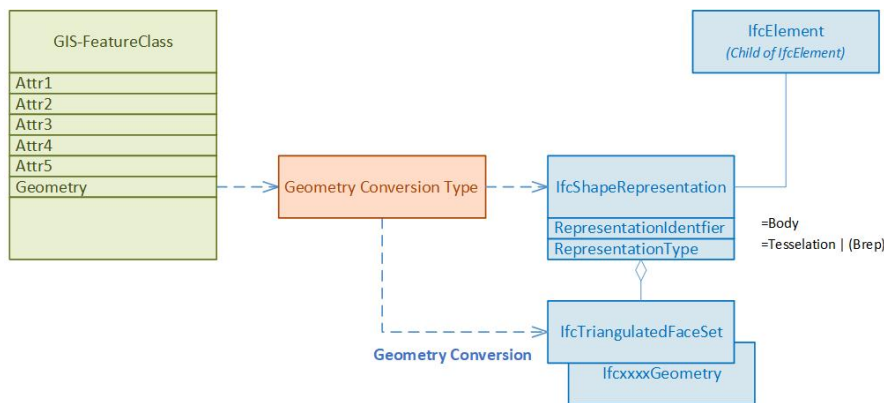 GIS-FeatureClass
Attr1
Attr2
Attr3
Attr4
Attr5
Geometry
Geometry Conversion Type
IfcElement
(Child of IfcElement)
IfcShapeRepresentation
RepresentationIdentfier
RepresentationType
=Body
=Tesselation | (Brep)
IfcTriangulatedFaceSet
IfcxxxxGeometry
Geometry Conversion